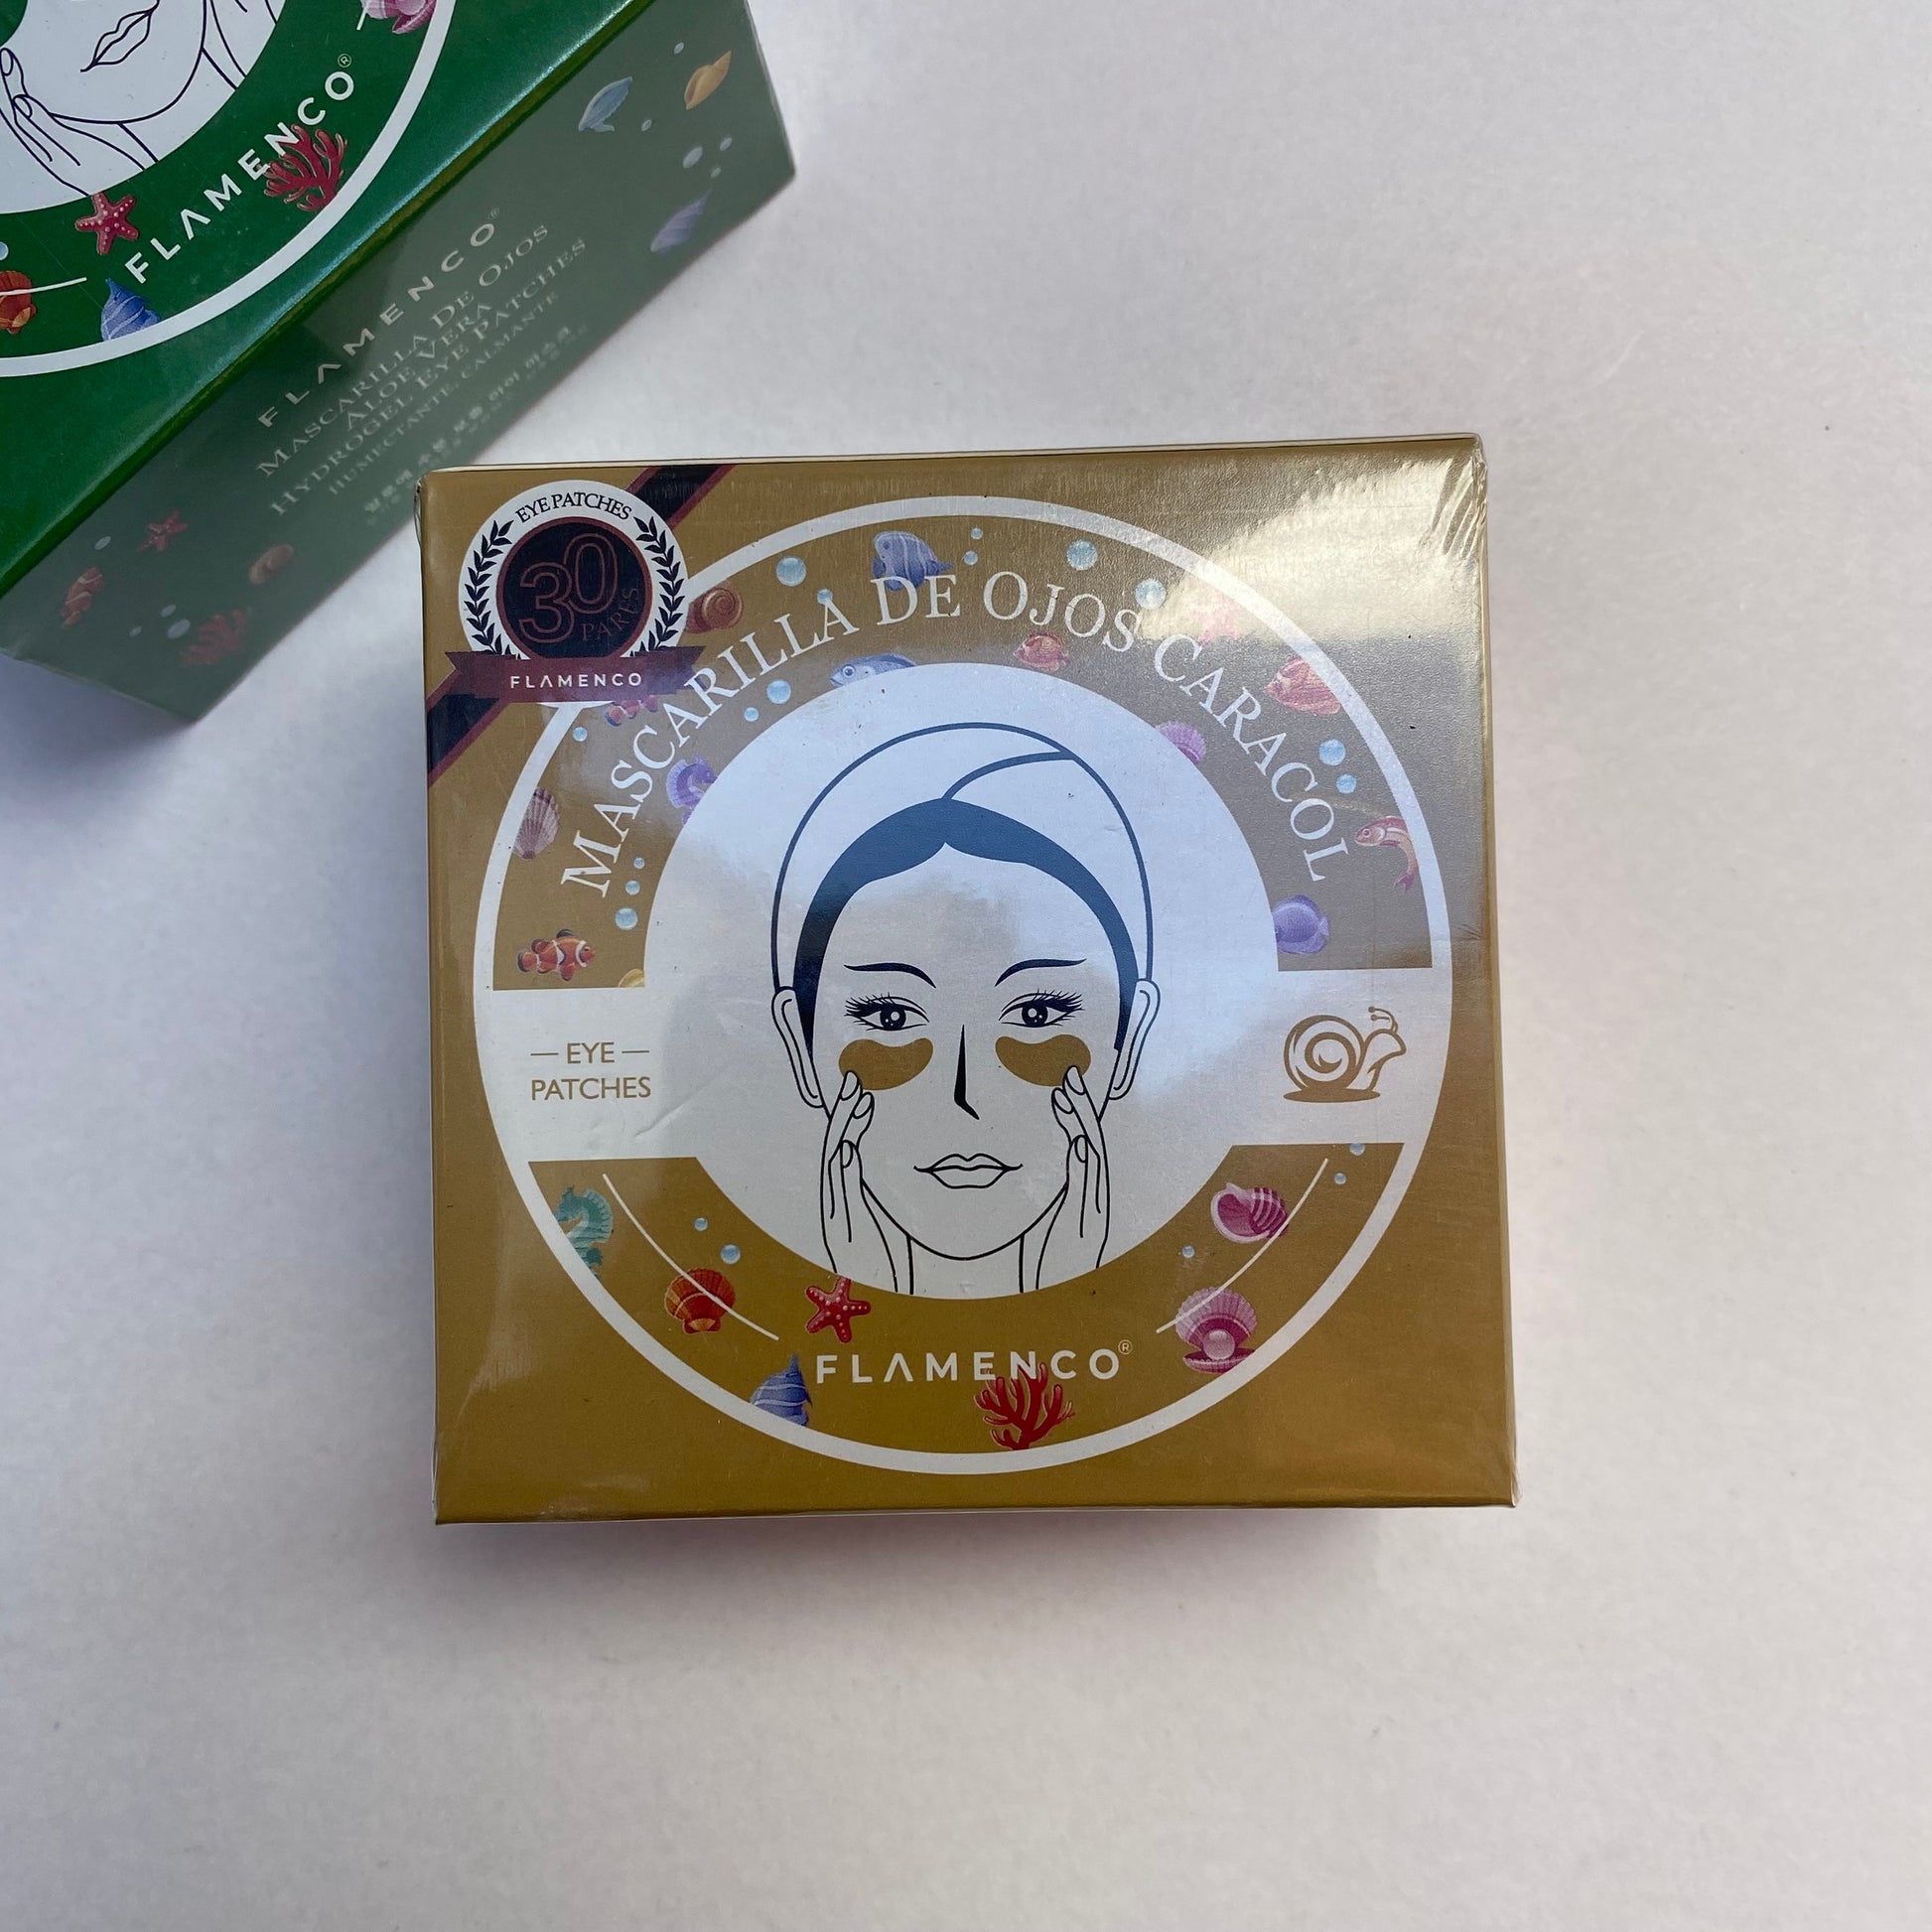 FLAMENCO®
FLAMENCO®
MASCARILLA DE OJOS
ALOE VERA
HYDROGEL EYE PATCHES
HUMECTANTE, CALMANTE
EYE PATCHES
30
PARES
FLAMENCO
MASCARILLA DE OJOS CARACOL
— EYE —
PATCHES
FLAMENCO®